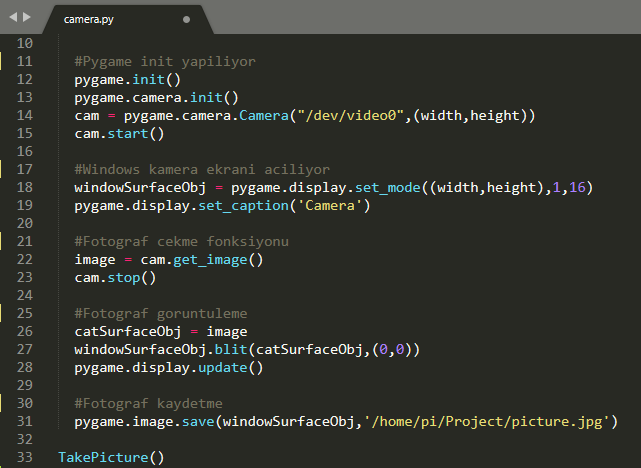 camera.py
10
11 #Pygame init yapiliyor
12 pygame.init()
13 pygame.camera.init()
14 cam = pygame.camera.Camera("/dev/video0",(width,height))
15 cam.start()
16
17 #Windows kamera ekrani aciliyor
18 windowSurfaceObj = pygame.display.set_mode((width,height),1,16)
19 pygame.display.set_caption('Camera')
20
21 #Fotograf cekme fonksiyonu
22 image = cam.get_image()
23 cam.stop()
24
25 #Fotograf goruntuleme
26 catSurfaceObj = image
27 windowSurfaceObj.blit(catSurfaceObj,(0,0))
28 pygame.display.update()
29
30 #Fotograf kaydetme
31 pygame.image.save(windowSurfaceObj,'/home/pi/Project/picture.jpg')
32
33 TakePicture()